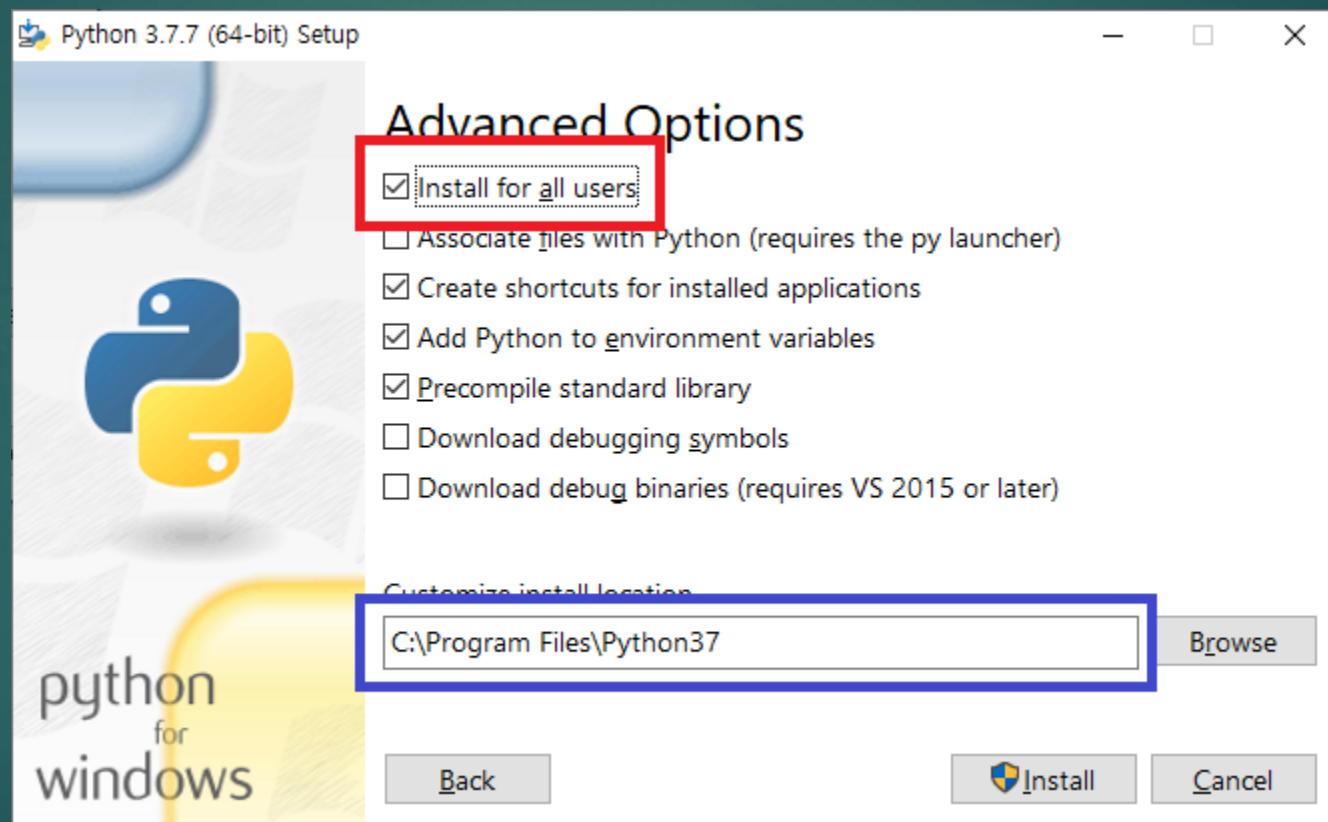 Python 3.7.7 (64-bit) Setup
Advanced Options
Install for all users
Associate files with Python (requires the py launcher)
Create shortcuts for installed applications
Add Python to environment variables
Precompile standard library
Download debugging symbols
Download debug binaries (requires VS 2015 or later)
Customize install location
C:\Program Files\Python37
Browse
python
for
windows
Back
Install
Cancel